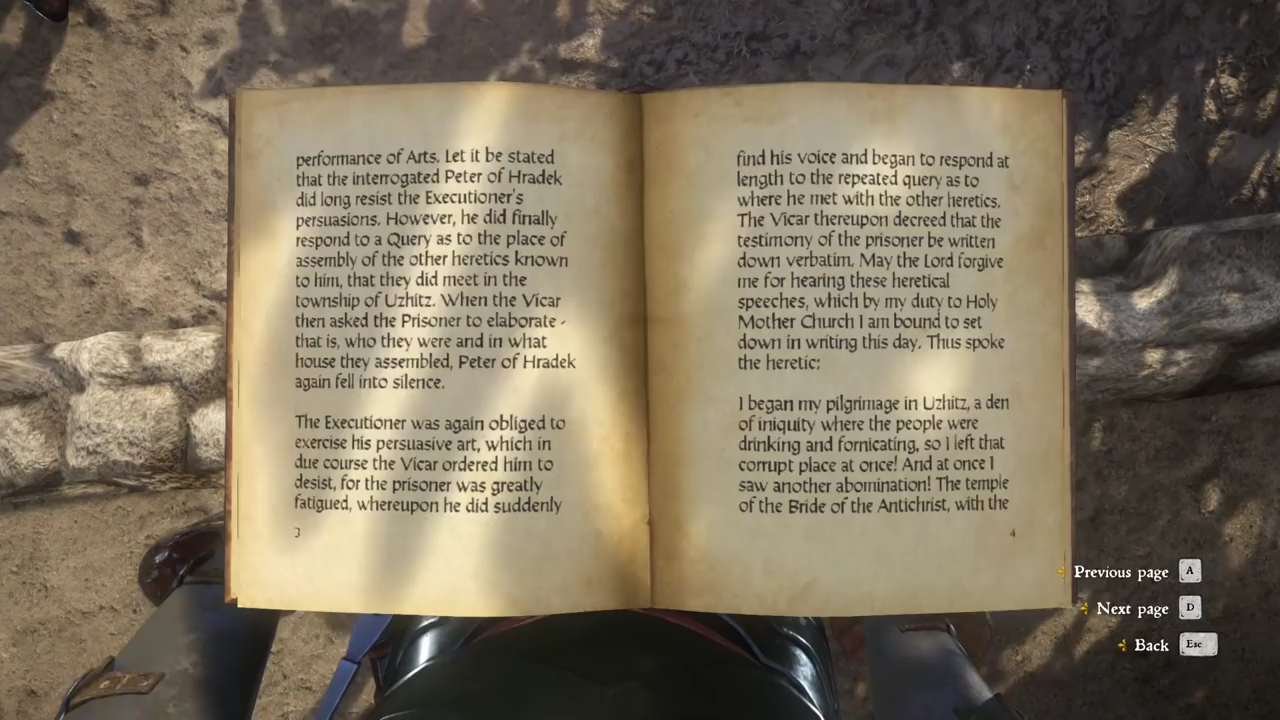 performance of Arts. Let it be stated
that the interrogated Peter of Hradek
did long resist the Executioner's
persuasions. However, he did finally
respond to a Query as to the place of
assembly of the other heretics known
to him, that they did meet in the
township of Uzhitz. When the Vicar
then asked the Prisoner to elaborate -
that is, who they were and in what
house they assembled, Peter of Hradek
again fell into silence.
The Executioner was again obliged to
exercise his persuasive art, which in
due course the Vicar ordered him to
desist, for the prisoner was greatly
fatigued, whereupon he did suddenly
3
find his voice and began to respond at
length to the repeated query as to
where he met with the other heretics.
The Vicar thereupon decreed that the
testimony of the prisoner be written
down verbatim. May the Lord forgive
me for hearing these heretical
speeches, which by my duty to Holy
Mother Church I am bound to set
down in writing this day. Thus spoke
the heretic:
I began my pilgrimage in Uzhitz, a den
of iniquity where the people were
drinking and fornicating, so I left that
corrupt place at once! And at once I
saw another abomination! The temple
of the Bride of the Antichrist, with the
4
Previous page A
Next page D
Back Esc